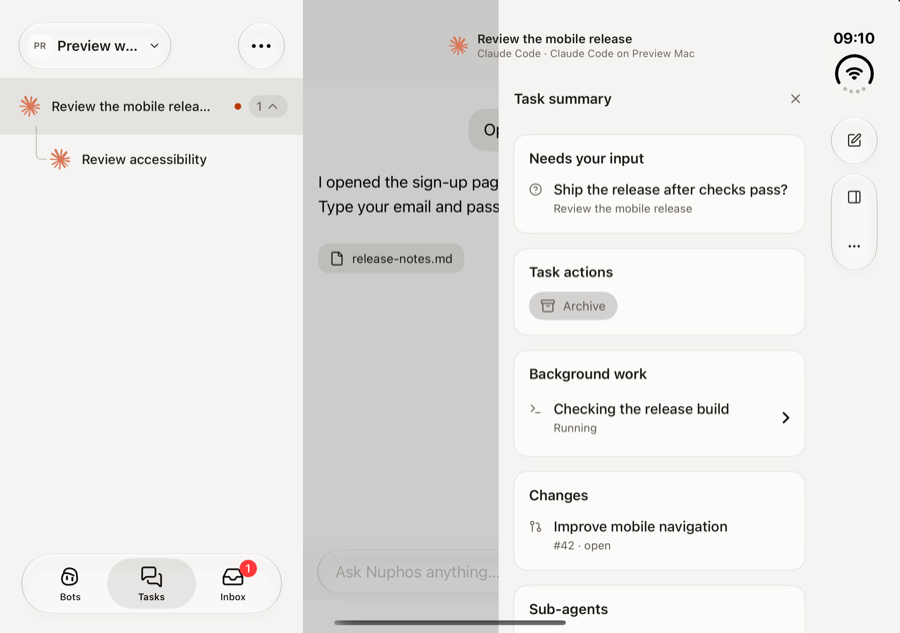 PR Preview w...
Review the mobile relea...
1
Review accessibility
Bots
Tasks
Inbox
1
Review the mobile release
Claude Code · Claude Code on Preview Mac
I opened the sign-up pag
Type your email and pass
release-notes.md
Ask Nuphos anything...
Task summary
Needs your input
Ship the release after checks pass?
Review the mobile release
Task actions
Archive
Background work
Checking the release build
Running
Changes
Improve mobile navigation
#42 · open
Sub-agents
09:10